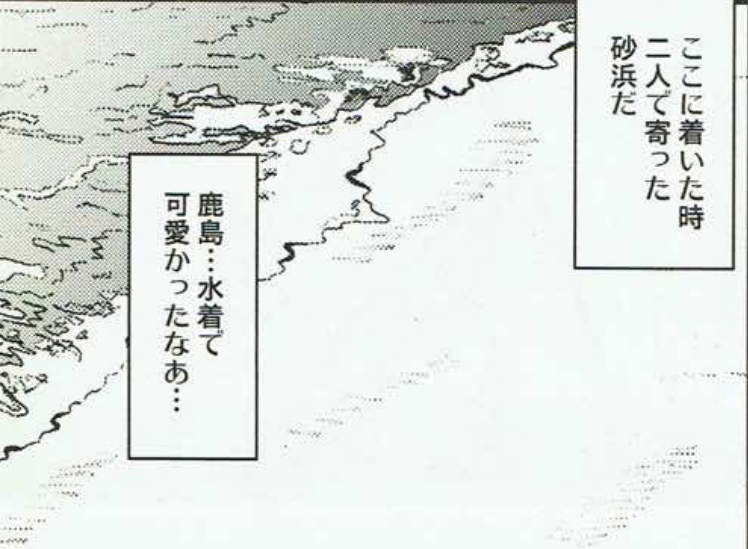 ここに着いた時
二人で寄った
砂浜だ
鹿島…水着で
可愛かったなあ…